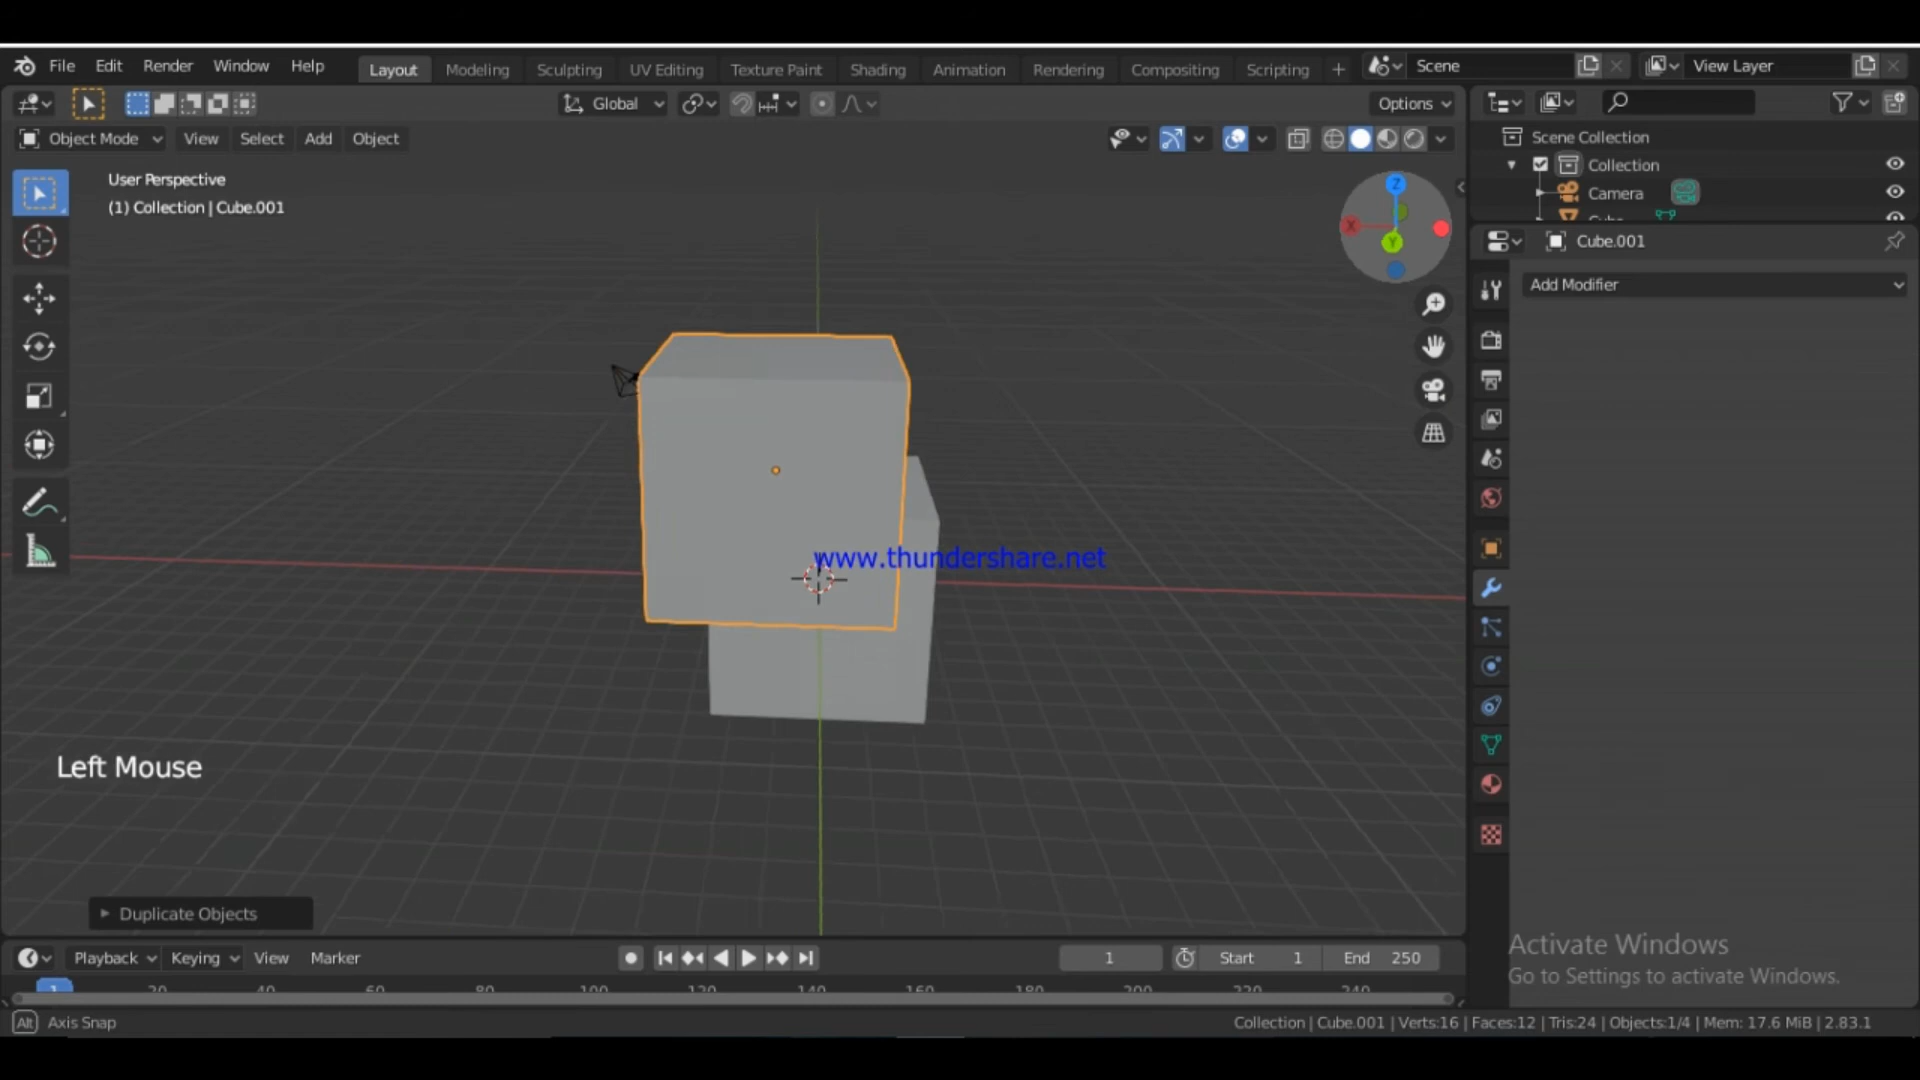 File Edit Render Window Help Layout Modeling Sculpting UV Editing Texture Paint Shading Animation Rendering Compositing Scripting + Scene View Layer
Global Options
Object Mode View Select Add Object
User Perspective
(1) Collection | Cube.001
Z
X
Y
Scene Collection
Collection
Camera
Cube
Cube.001
Add Modifier
www.thundershare.net
Left Mouse
Duplicate Objects
Activate Windows
Go to Settings to activate Windows.
Playback Keying View Marker 1 Start 1 End 250
1 20 40 60 80 100 120 140 160 180 200 220 240
Alt Axis Snap
Collection | Cube.001 | Verts:16 | Faces:12 | Tris:24 | Objects:1/4 | Mem: 17.6 MiB | 2.83.1